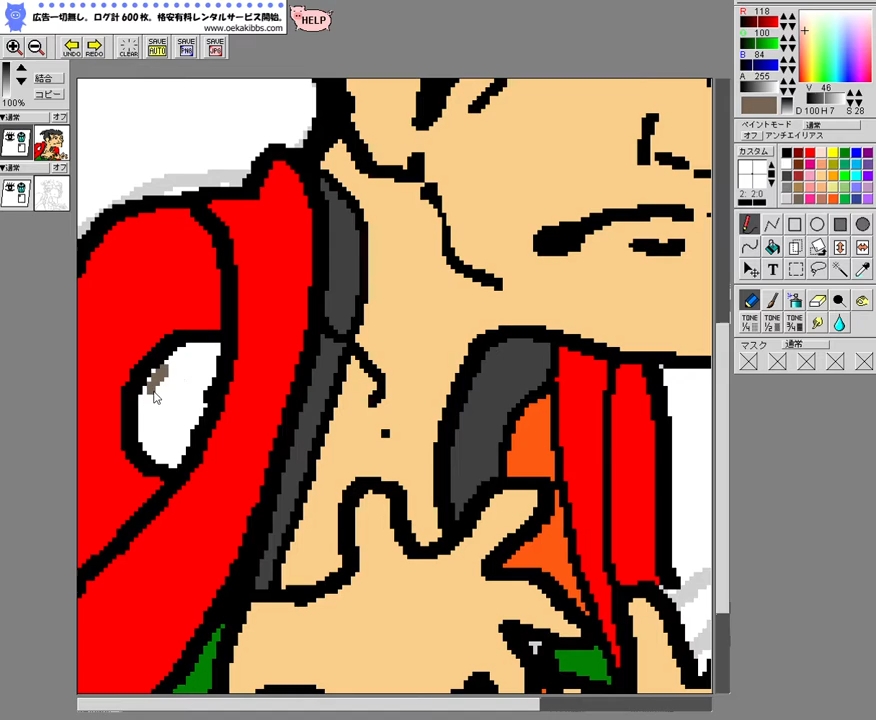 広告一切無し。ログ計600枚。格安有料レンタルサービス開始。
www.oekakibbs.com
HELP
UNDO
REDO
CLEAR
SAVE
AUTO
SAVE
PNG
SAVE
JPG
100%
結合
コピー
▼通常
オフ
▼通常
オフ
R 118
G 100
B 84
A 255
V 46
D 100 H 7 S 28
ペイントモード 通常
オフ アンチエイリアス
カスタム
2: 2:0
T
TONE
1/4
TONE
1/2
TONE
3/4
マスク 通常